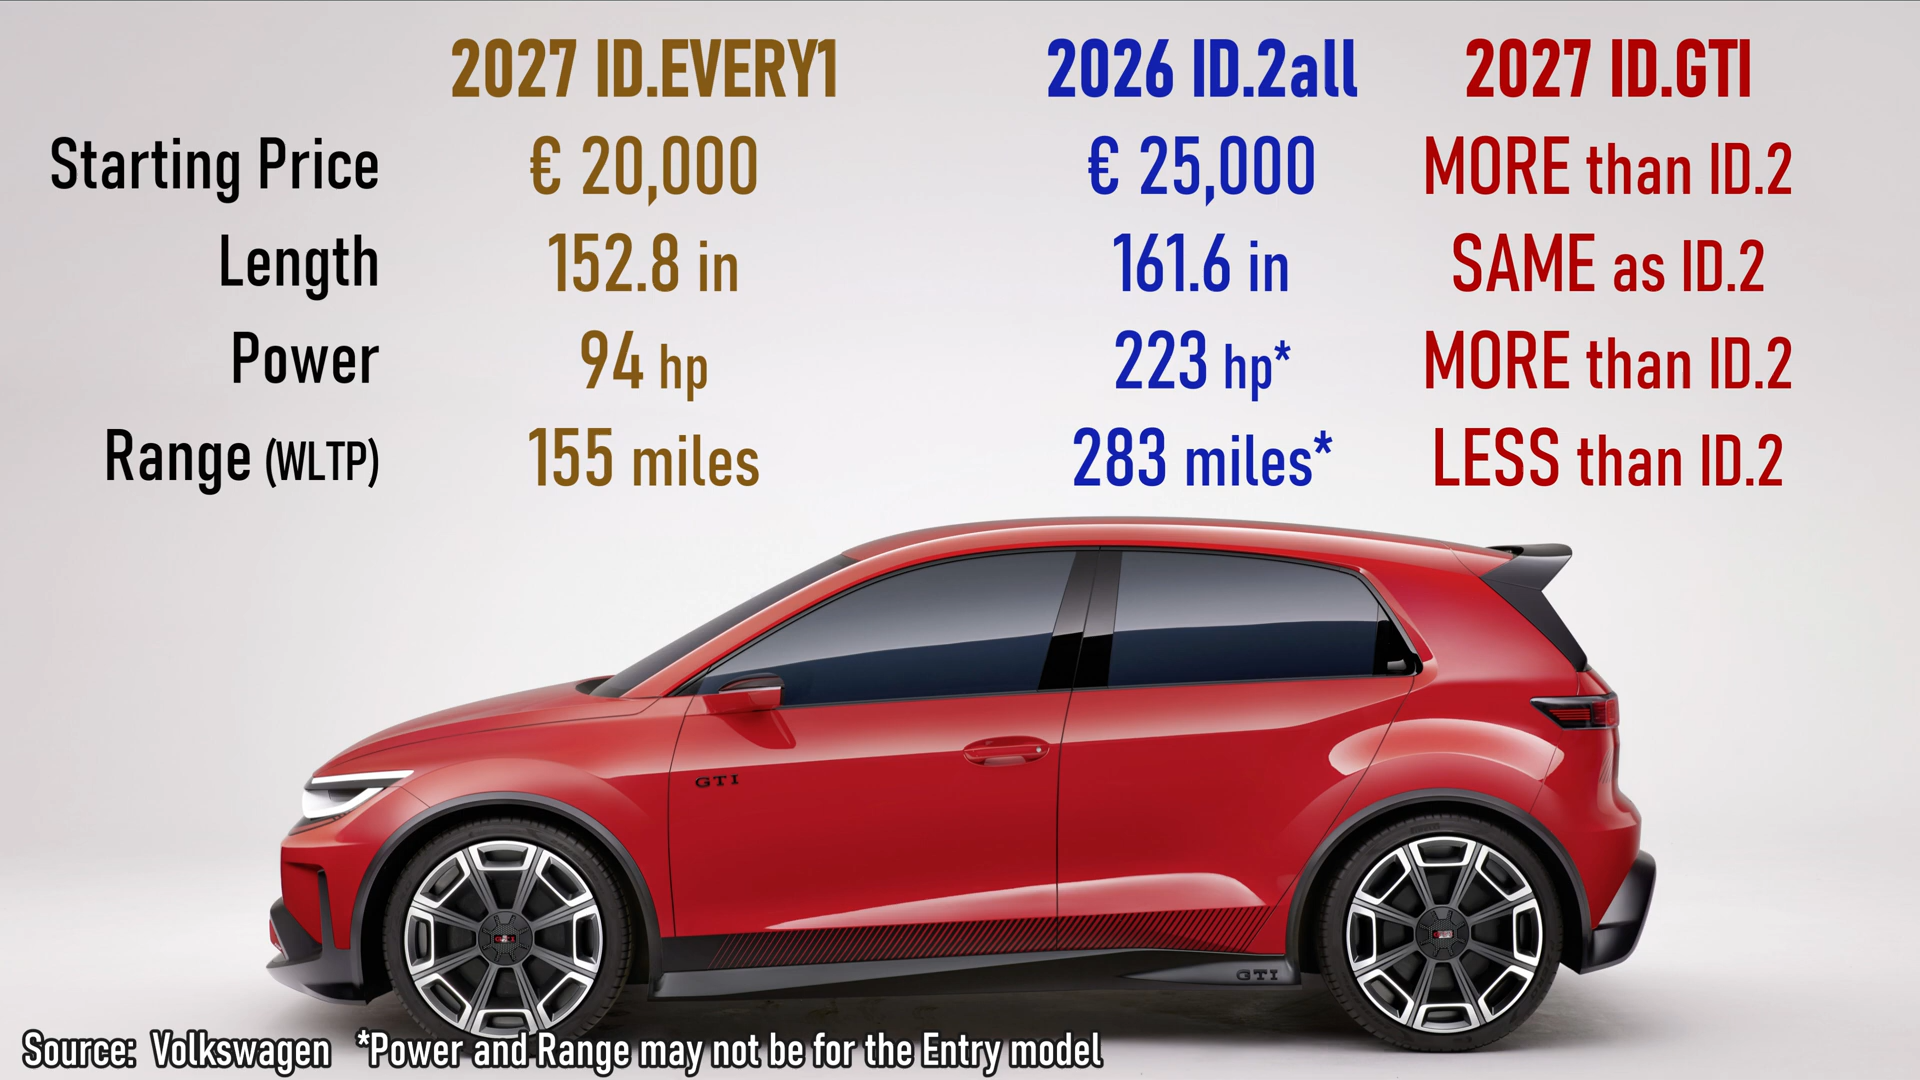 2027 ID.EVERY1 2026 ID.2all 2027 ID.GTI
Starting Price € 20,000 € 25,000 MORE than ID.2
Length 152.8 in 161.6 in SAME as ID.2
Power 94 hp 223 hp* MORE than ID.2
Range (WLTP) 155 miles 283 miles* LESS than ID.2
GTI
GTI
Source: Volkswagen *Power and Range may not be for the Entry model